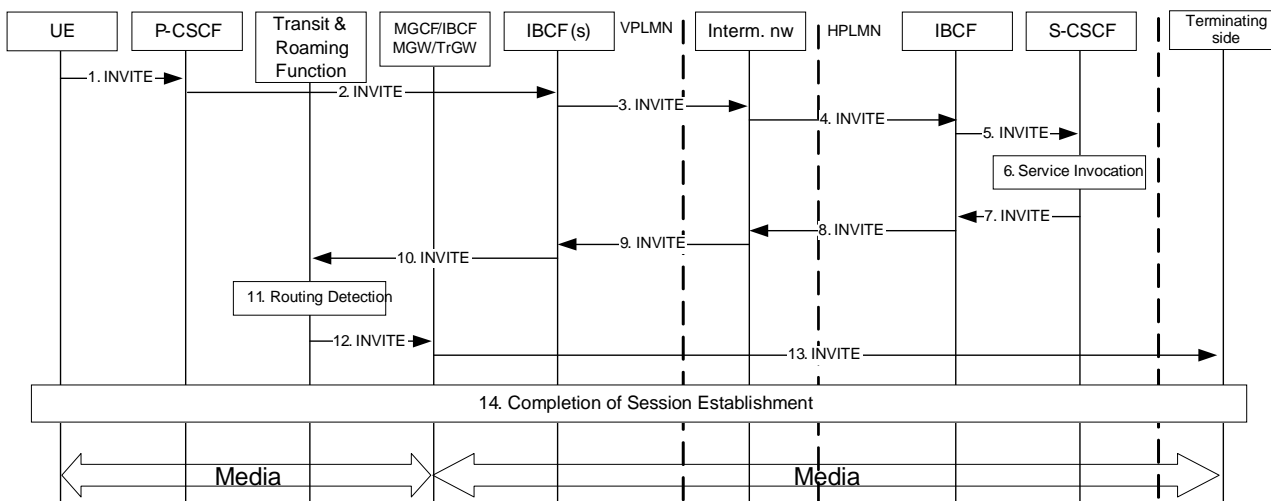 UE
P-CSCF
Transit &
Roaming
Function
MGCF/IBCF
MGW/TrGW
IBCF(s)
VPLMN
Interm. nw
HPLMN
IBCF
S-CSCF
Terminating
side
1. INVITE
2. INVITE
3. INVITE
4. INVITE
5. INVITE
6. Service Invocation
7. INVITE
8. INVITE
9. INVITE
10. INVITE
11. Routing Detection
12. INVITE
13. INVITE
14. Completion of Session Establishment
Media
Media